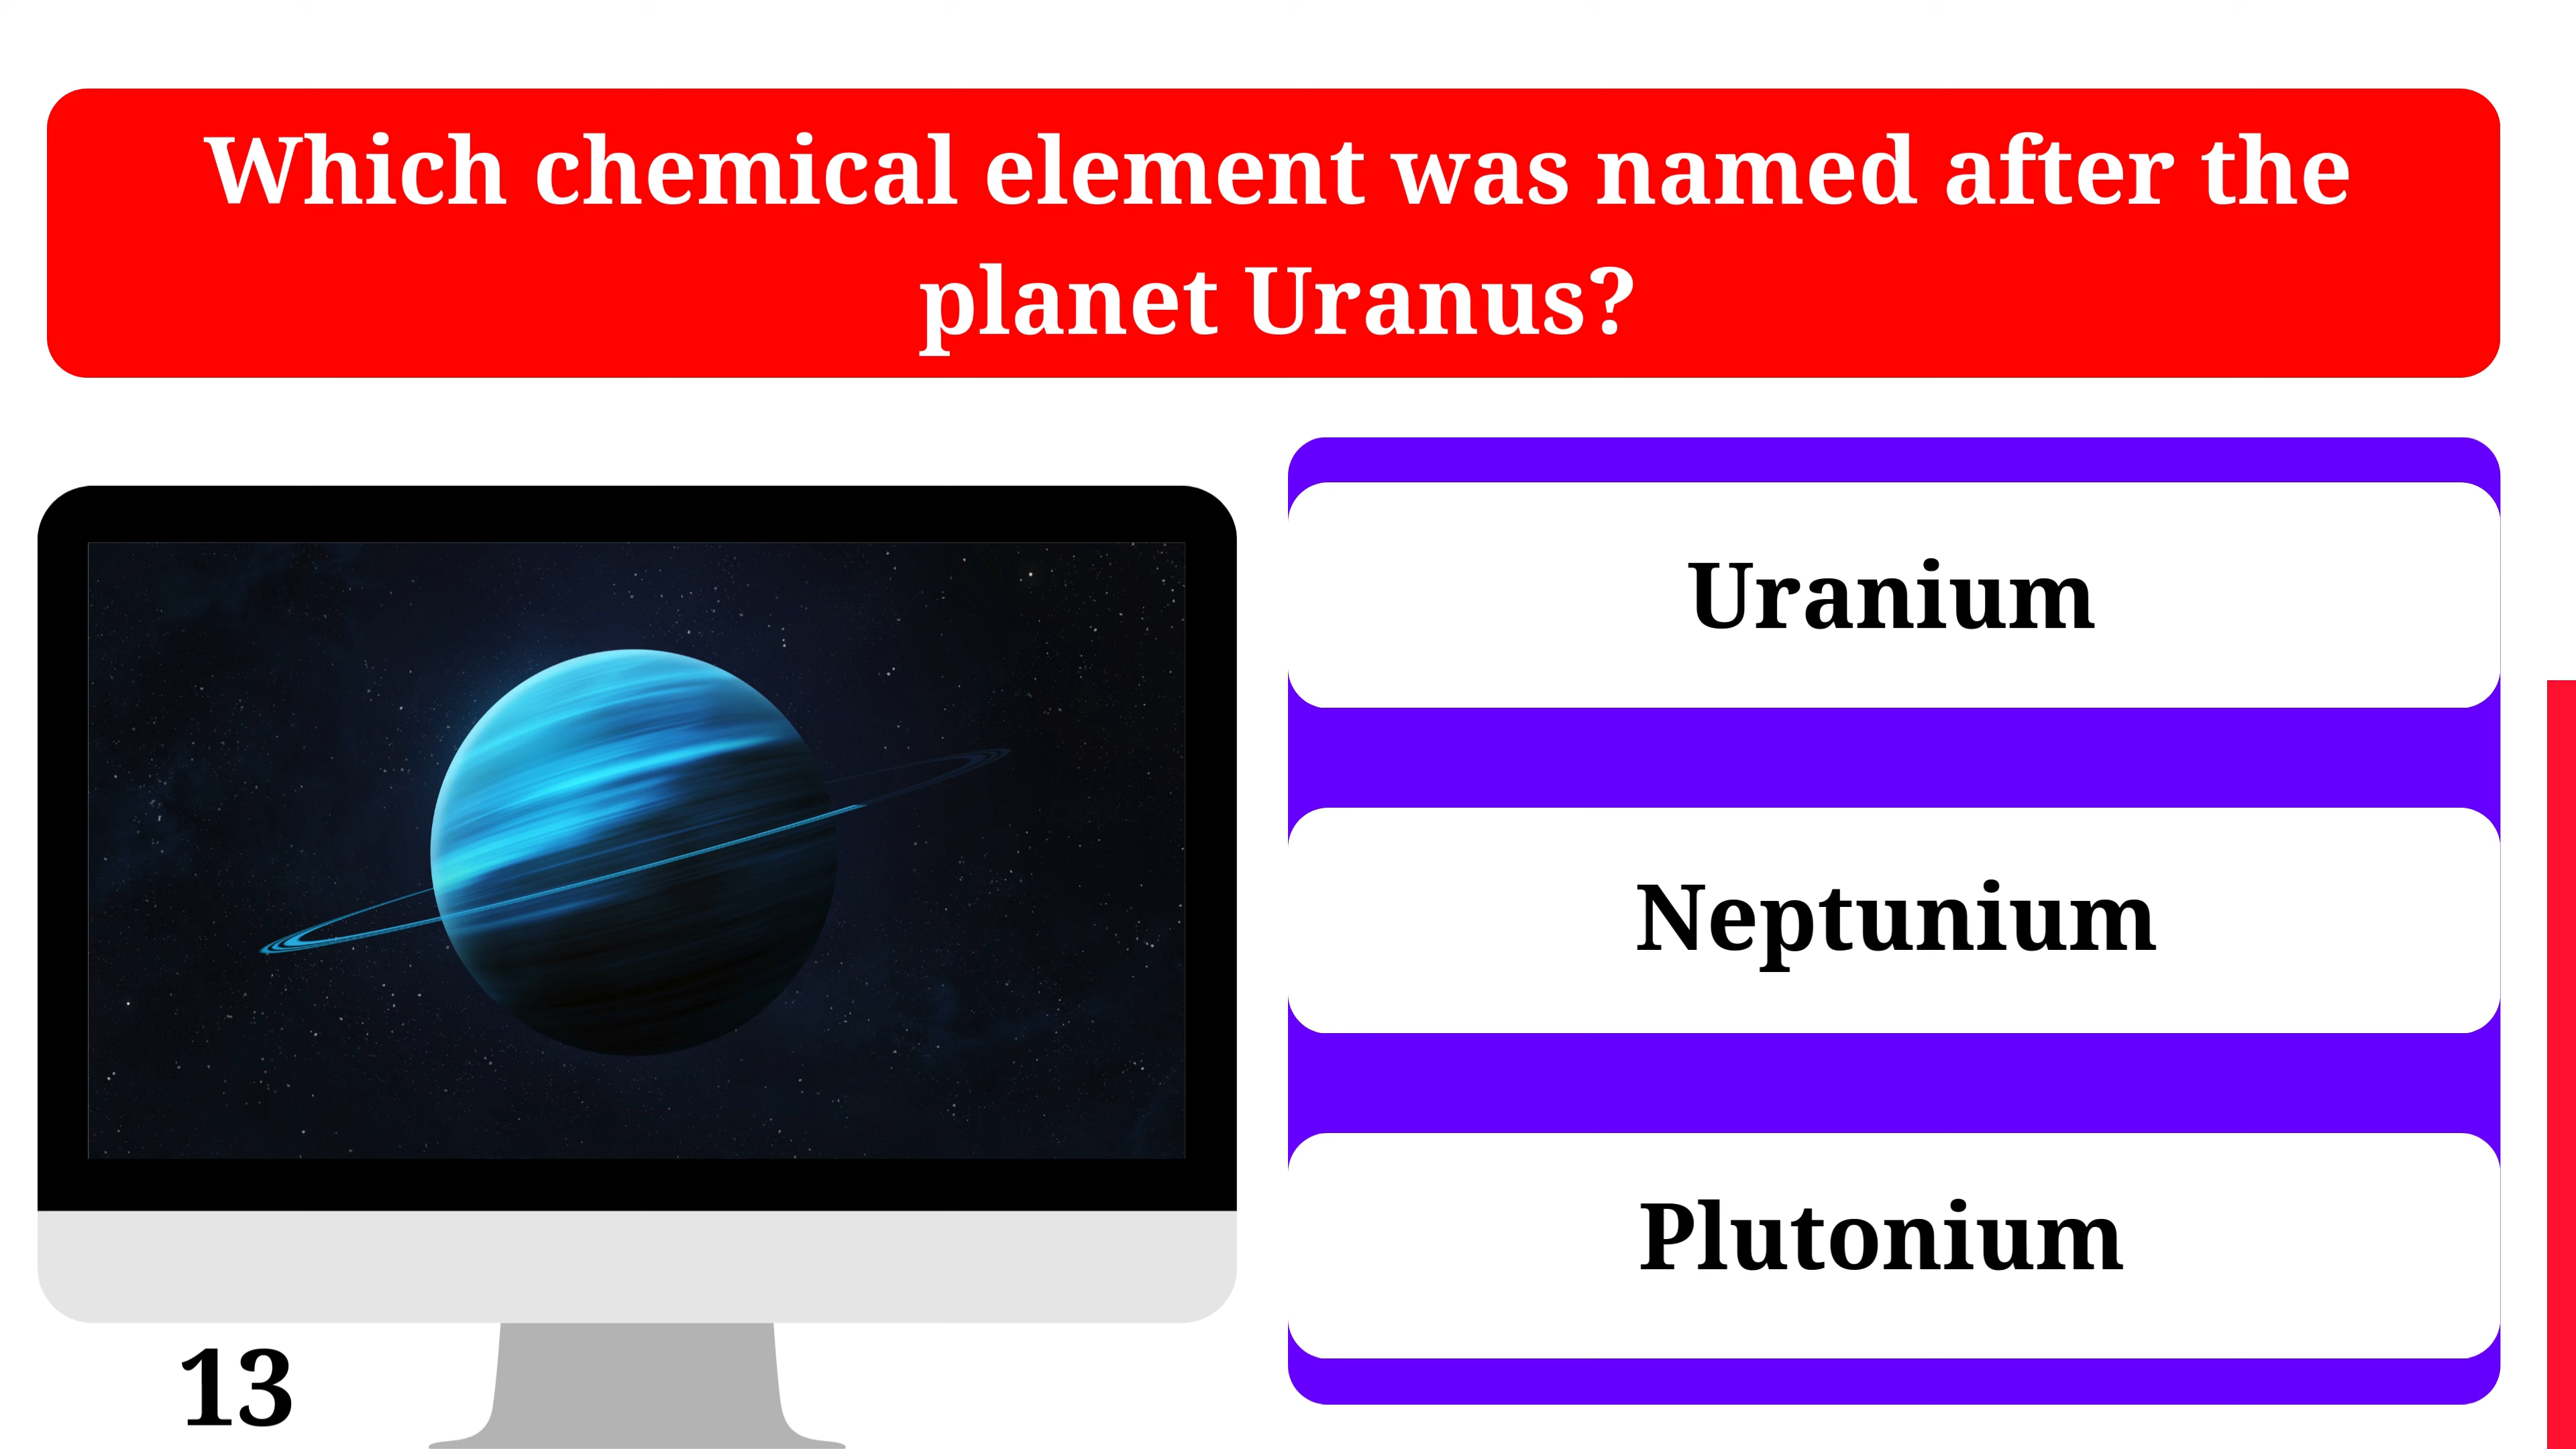 Which chemical element was named after the
planet Uranus?
Uranium
Neptunium
Plutonium
13